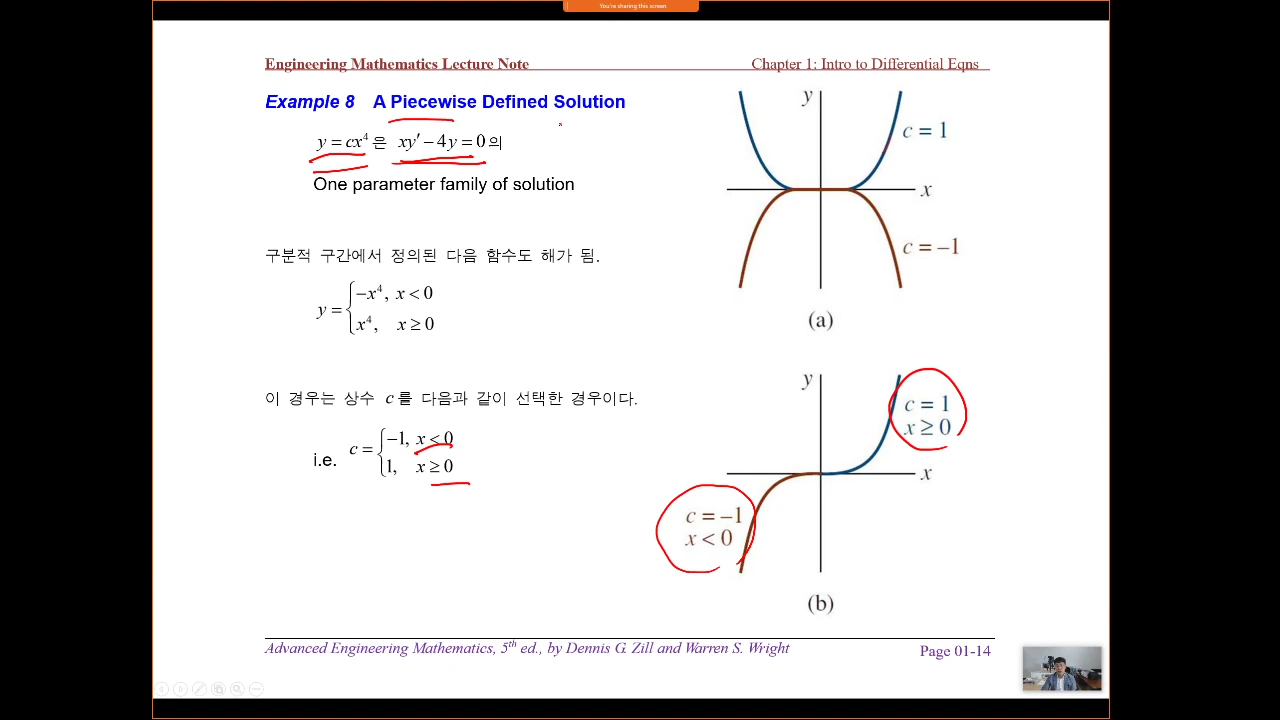 You're sharing this screen
Engineering Mathematics Lecture Note
Chapter 1: Intro to Differential Eqns
Example 8 A Piecewise Defined Solution
y = cx⁴ 은 xy′ − 4y = 0 의
One parameter family of solution
구분적 구간에서 정의된 다음 함수도 해가 됨.
y = { −x⁴, x < 0
x⁴, x ≥ 0
이 경우는 상수 c 를 다음과 같이 선택한 경우이다.
i.e. c = { −1, x < 0
1, x ≥ 0
y
c = 1
x
c = −1
(a)
y
c = 1
x ≥ 0
x
c = −1
x < 0
(b)
Advanced Engineering Mathematics, 5th ed., by Dennis G. Zill and Warren S. Wright
Page 01-14